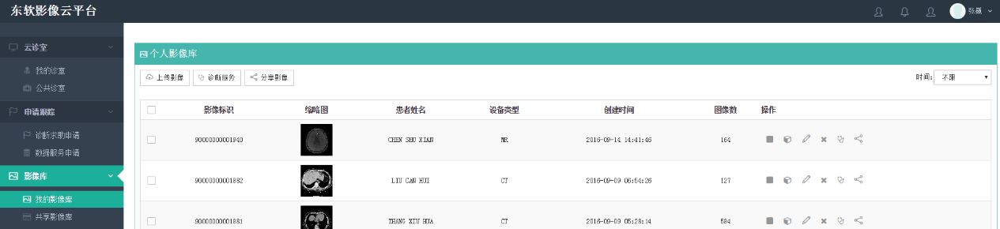 东软影像云平台
张巍
云诊室
我的诊室
公共诊室
申请跟踪
诊断求助申请
数据服务申请
影像库
我的影像库
共享影像库
个人影像库
上传影像 诊断服务 分享影像 时间: 不限
影像标识 缩略图 患者姓名 设备类型 创建时间 图像数 操作
90000000001940 CHEN SHU XIAN MR 2016-09-14 14:41:46 164
90000000001882 LIU CAN HUI CT 2016-09-09 06:54:26 127
90000000001881 ZHANG XIU HUA CT 2016-09-09 05:28:14 584